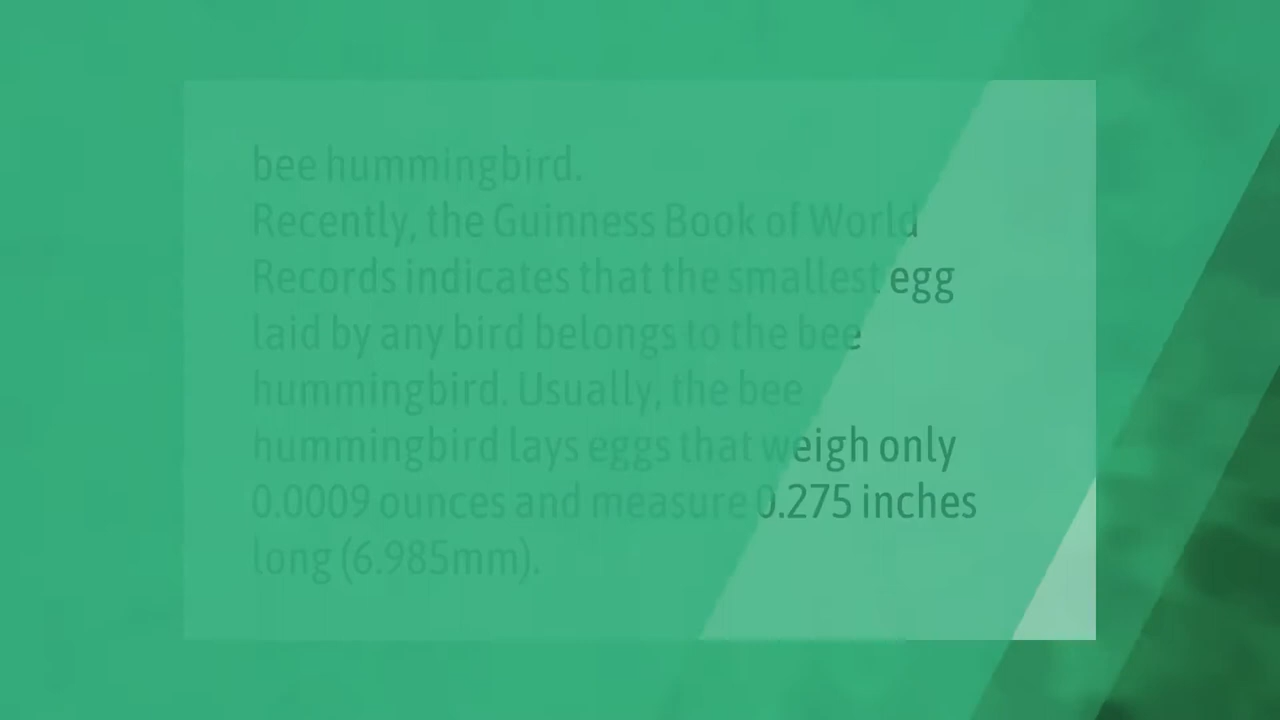 bee hummingbird.
Recently, the Guinness Book of World
Records indicates that the smallest egg
laid by any bird belongs to the bee
hummingbird. Usually, the bee
hummingbird lays eggs that weigh only
0.0009 ounces and measure 0.275 inches
long (6.985mm).